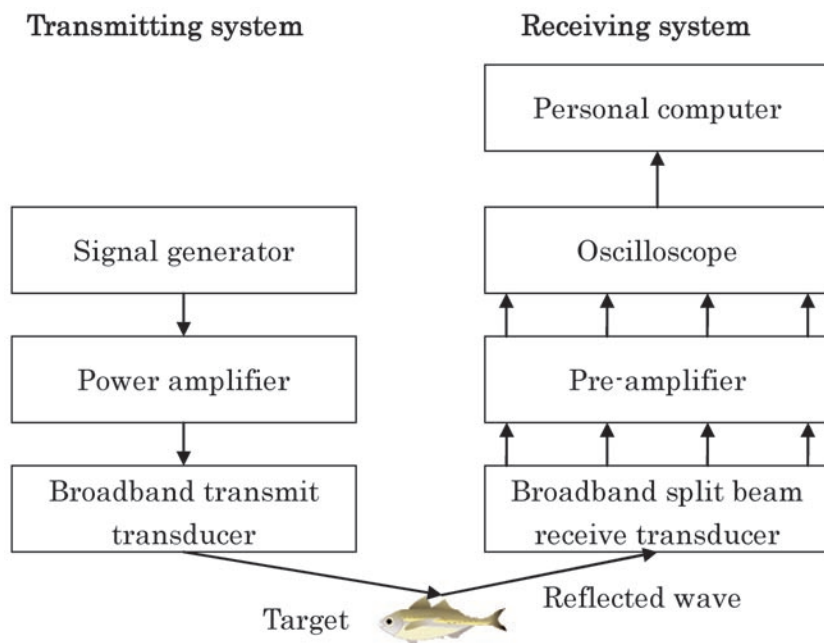 Transmitting system
Signal generator
Power amplifier
Broadband transmit
transducer
Receiving system
Personal computer
Oscilloscope
Pre-amplifier
Broadband split beam
receive transducer
Reflected wave
Target